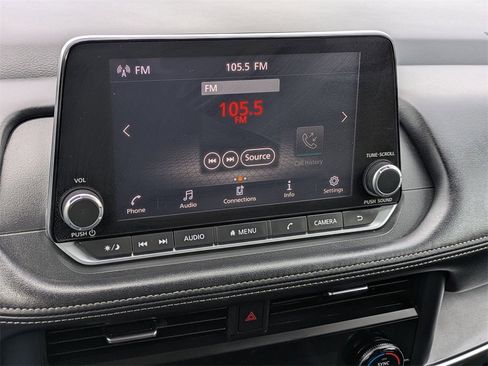 FM 105.5 FM
FM
105.5
FM
Source
Call History
Phone Audio Connections Info Settings
VOL
PUSH
TUNE·SCROLL
PUSH SOUND
AUDIO MENU CAMERA
SYNC